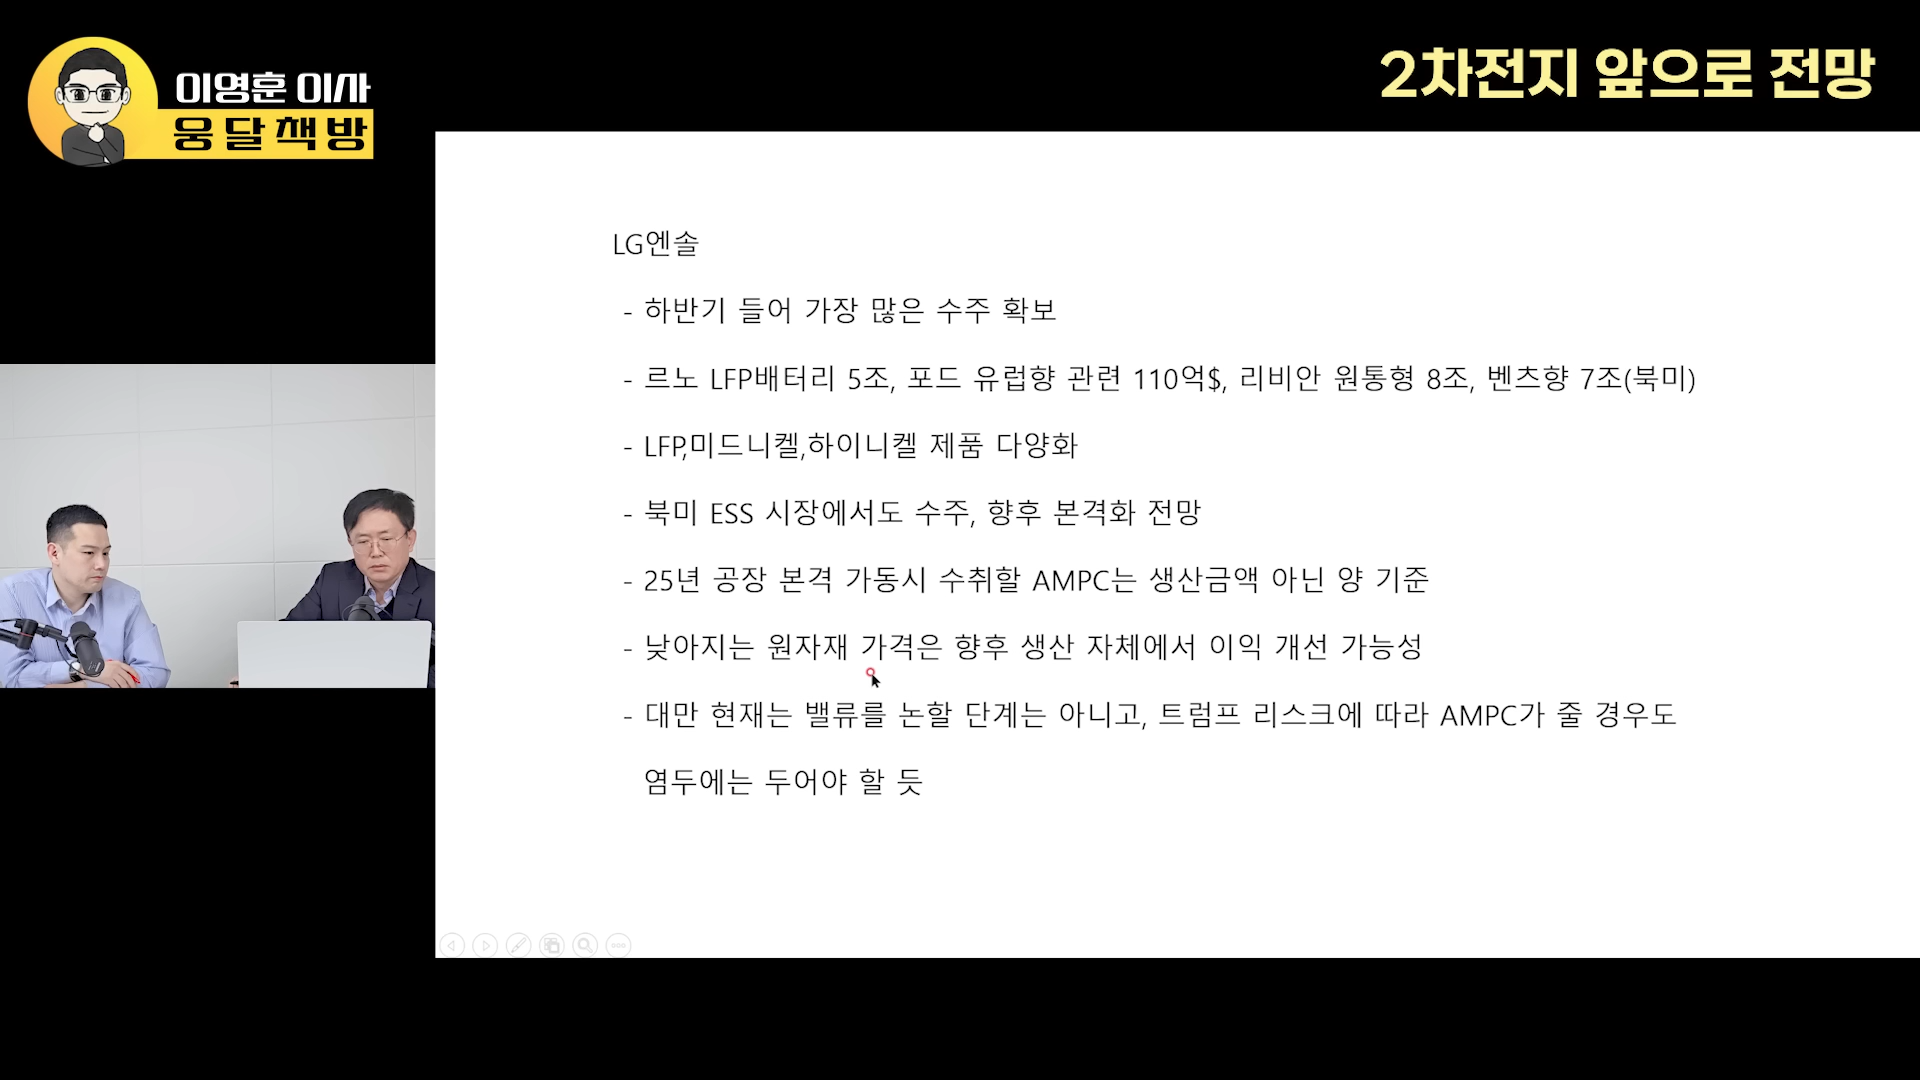 이영훈 이사
웅달책방
2차전지 앞으로 전망
LG엔솔
- 하반기 들어 가장 많은 수주 확보
- 르노 LFP배터리 5조, 포드 유럽향 관련 110억$, 리비안 원통형 8조, 벤츠향 7조(북미)
- LFP,미드니켈,하이니켈 제품 다양화
- 북미 ESS 시장에서도 수주, 향후 본격화 전망
- 25년 공장 본격 가동시 수취할 AMPC는 생산금액 아닌 양 기준
- 낮아지는 원자재 가격은 향후 생산 자체에서 이익 개선 가능성
- 대만 현재는 밸류를 논할 단계는 아니고, 트럼프 리스크에 따라 AMPC가 줄 경우도
염두에는 두어야 할 듯